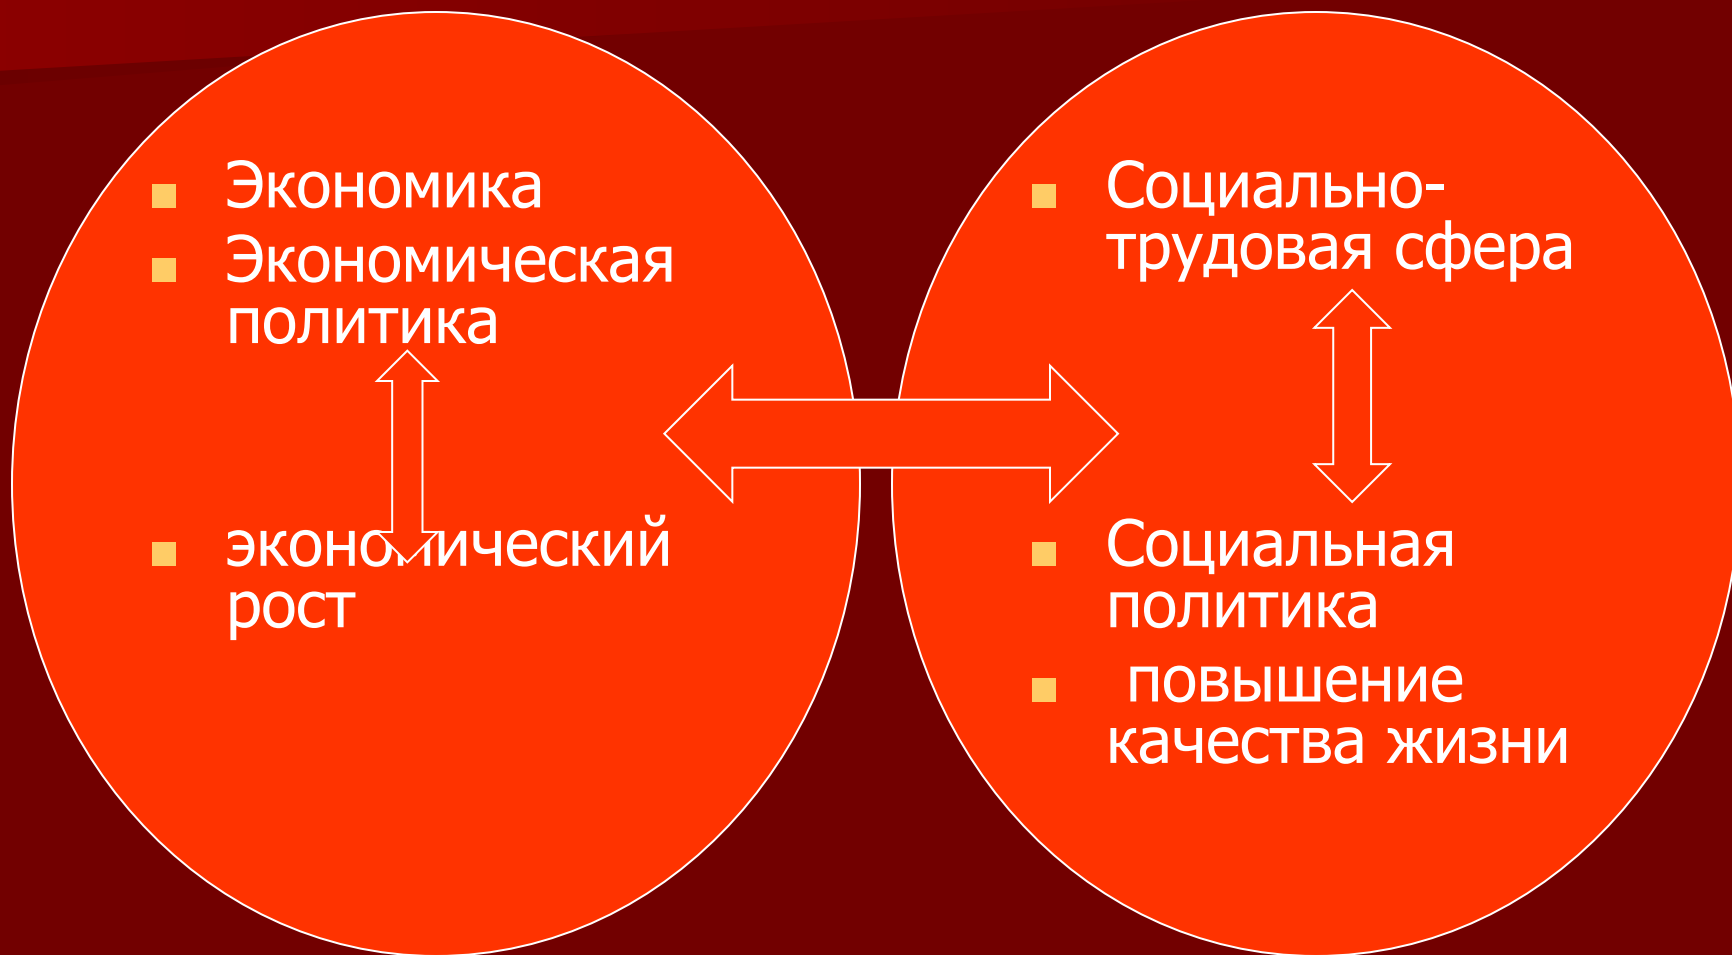 Экономика
Экономическая
политика
экономический
рост
Социально-
трудовая сфера
Социальная
политика
повышение
качества жизни